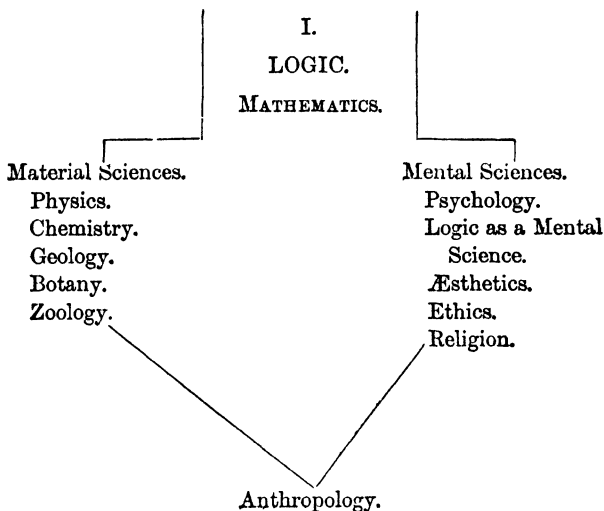 I.
LOGIC.
MATHEMATICS.
Material Sciences.
Physics.
Chemistry.
Geology.
Botany.
Zoology.
Mental Sciences.
Psychology.
Logic as a Mental
Science.
Æsthetics.
Ethics.
Religion.
Anthropology.